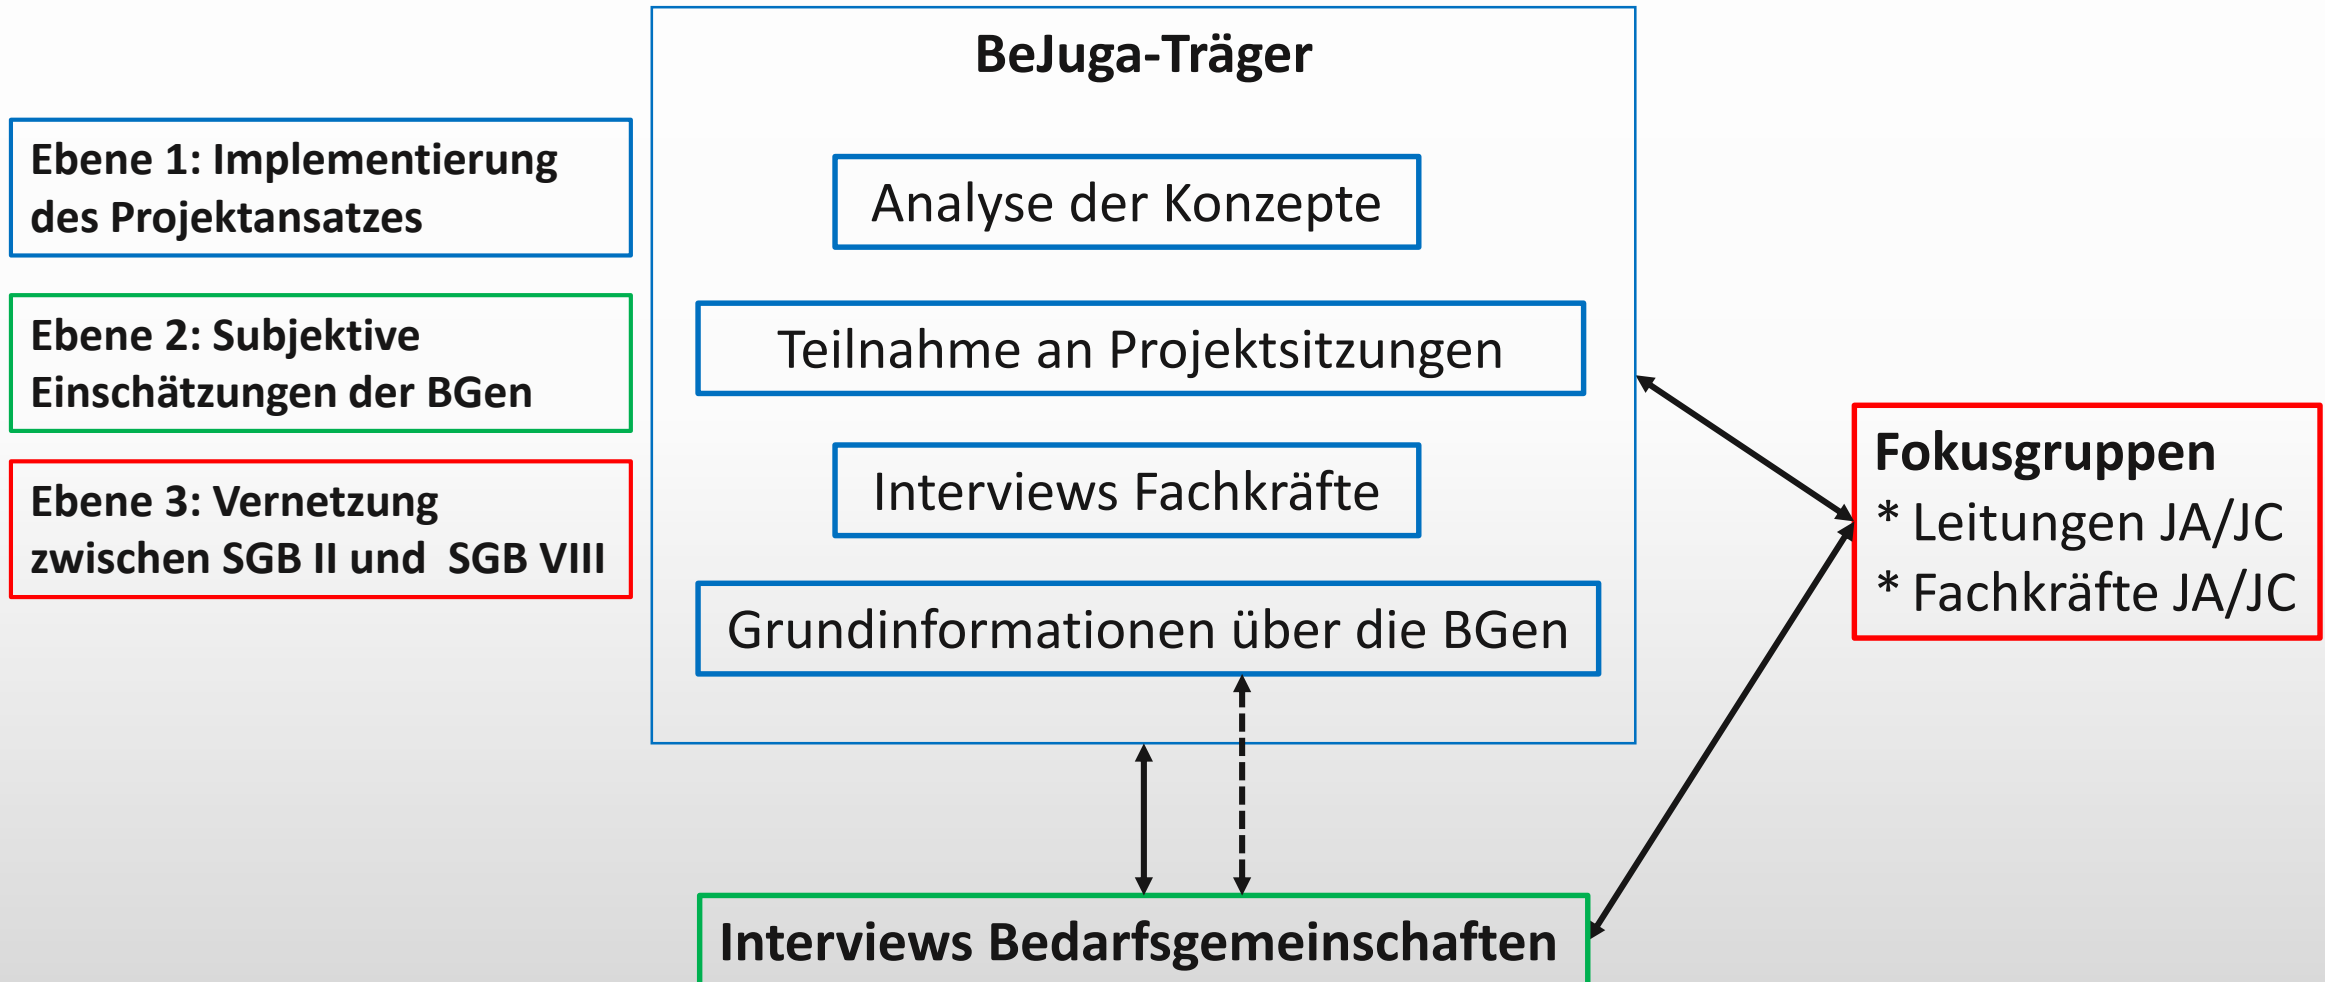 BeJuga-Träger
Ebene 1: Implementierung
des Projektansatzes
Ebene 2: Subjektive
Einschätzungen der BGen
Ebene 3: Vernetzung
zwischen SGB II und  SGB VIII
Analyse der Konzepte
Teilnahme an Projektsitzungen
Interviews Fachkräfte
Grundinformationen über die BGen
Fokusgruppen
* Leitungen JA/JC
* Fachkräfte JA/JC
Interviews Bedarfsgemeinschaften